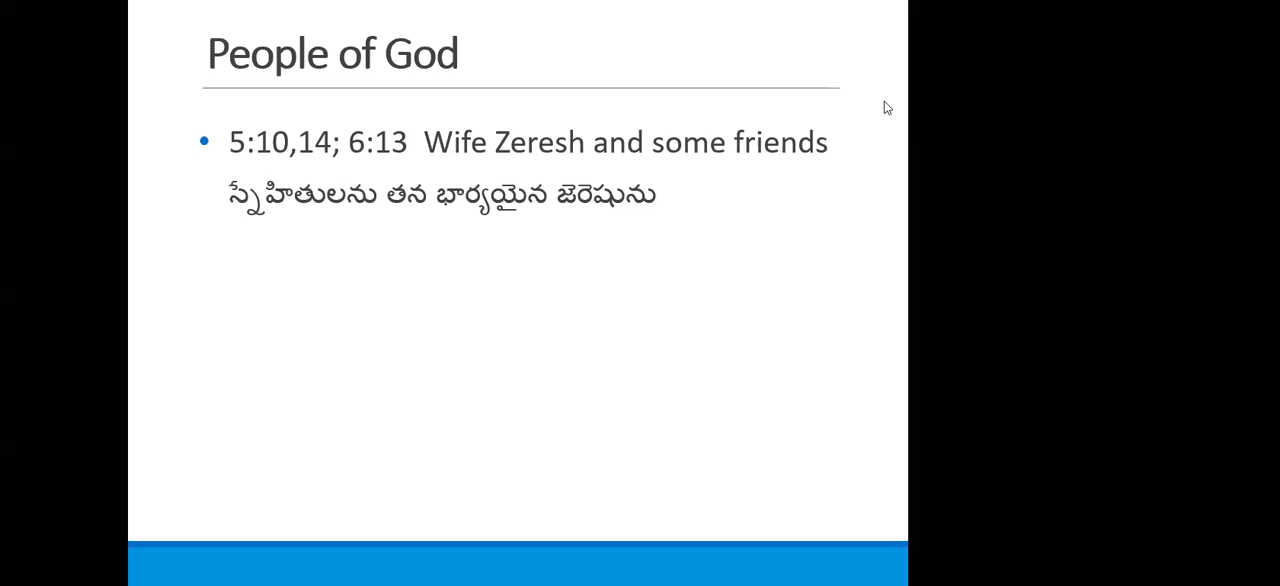 People of God
• 5:10,14; 6:13  Wife Zeresh and some friends
స్నేహితులను తన భార్యయైన జెరెషును